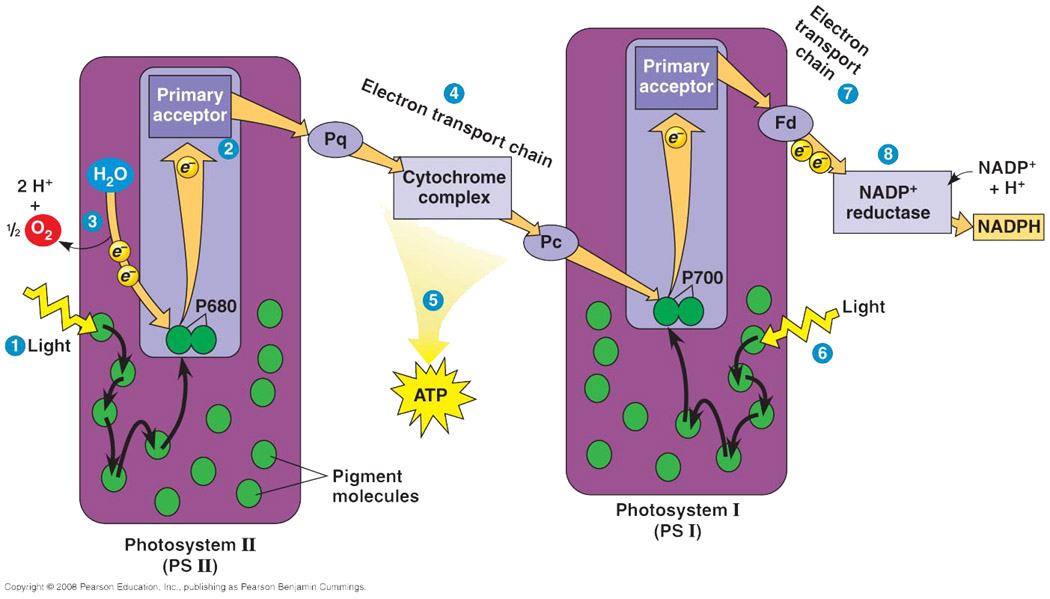 Primary
acceptor
2
e⁻
H₂O
2 H⁺
+
½ O₂
3
e⁻
e⁻
P680
1 Light
Pigment
molecules
Photosystem II
(PS II)
Pq
4
Electron transport chain
Cytochrome
complex
Pc
5
ATP
Primary
acceptor
e⁻
P700
Light
6
Photosystem I
(PS I)
Electron
transport
chain
7
Fd
e⁻
e⁻
8
NADP⁺
reductase
NADP⁺
+ H⁺
NADPH
Copyright © 2008 Pearson Education, Inc., publishing as Pearson Benjamin Cummings.